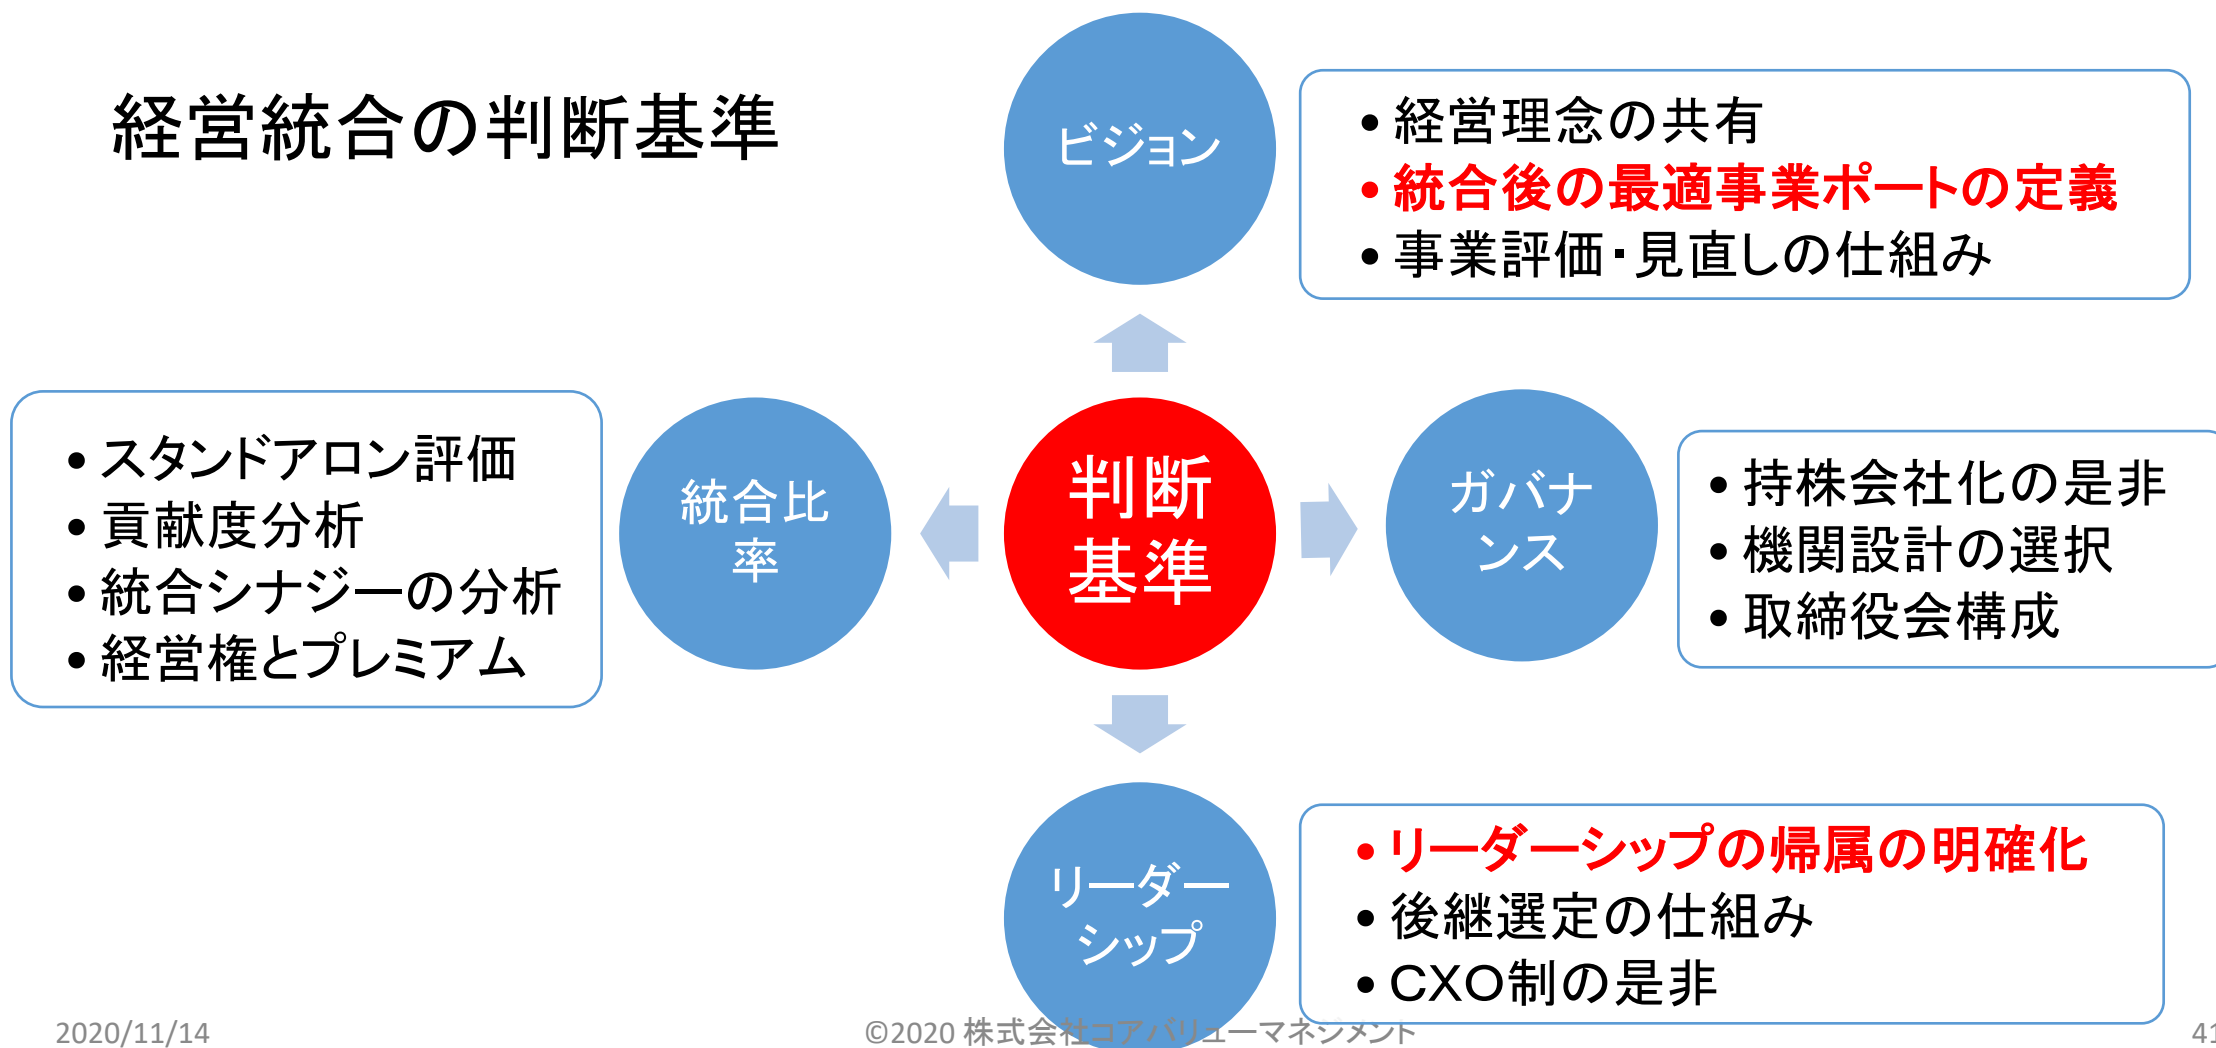 経営統合の判断基準
ビジョン
• 経営理念の共有
• 統合後の最適事業ポートの定義
• 事業評価・見直しの仕組み
• スタンドアロン評価
• 貢献度分析
• 統合シナジーの分析
• 経営権とプレミアム
統合比
率
判断
基準
ガバナ
ンス
• 持株会社化の是非
• 機関設計の選択
• 取締役会構成
リーダー
シップ
• リーダーシップの帰属の明確化
• 後継選定の仕組み
• CXO制の是非
2020/11/14
©2020 株式会社コアバリューマネジメント
41